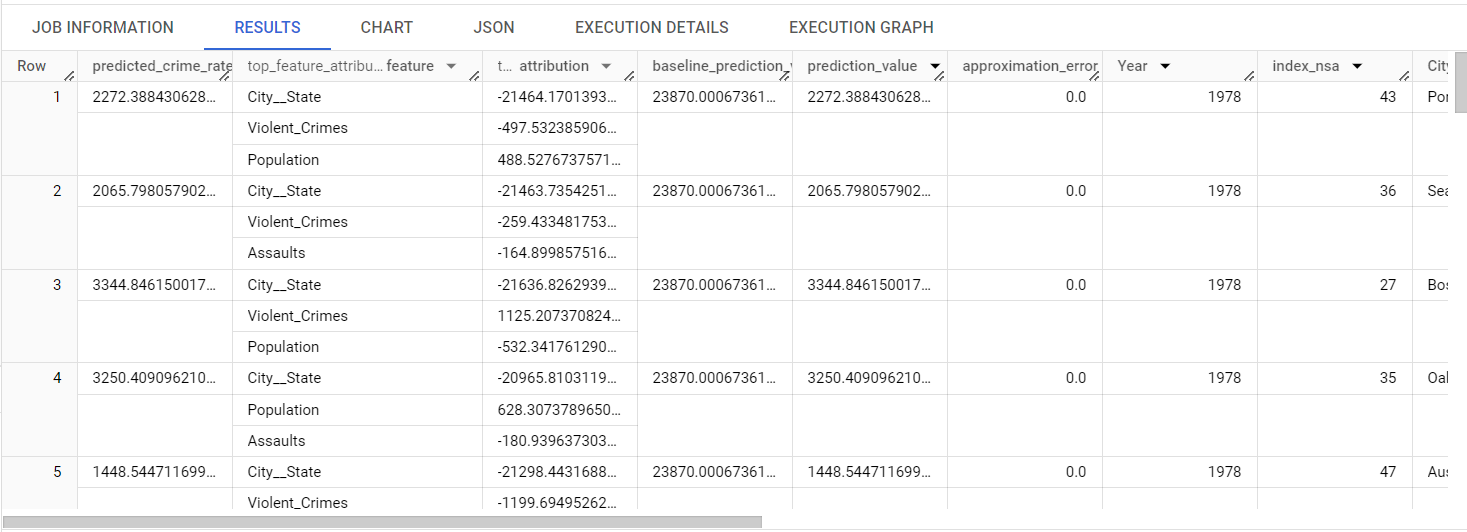 JOB INFORMATION RESULTS CHART JSON EXECUTION DETAILS EXECUTION GRAPH
Row predicted_crime_rate top_feature_attribu... feature t... attribution baseline_prediction_v prediction_value approximation_error Year index_nsa City
1 2272.388430628... City__State -21464.1701393... 23870.00067361... 2272.388430628... 0.0 1978 43 Por
Violent_Crimes -497.532385906...
Population 488.5276737571...
2 2065.798057902... City__State -21463.7354251... 23870.00067361... 2065.798057902... 0.0 1978 36 Sea
Violent_Crimes -259.433481753...
Assaults -164.899857516...
3 3344.846150017... City__State -21636.8262939... 23870.00067361... 3344.846150017... 0.0 1978 27 Bos
Violent_Crimes 1125.207370824...
Population -532.341761290...
4 3250.409096210... City__State -20965.8103119... 23870.00067361... 3250.409096210... 0.0 1978 35 Oal
Population 628.3073789650...
Assaults -180.939637303...
5 1448.544711699... City__State -21298.4431688... 23870.00067361... 1448.544711699... 0.0 1978 47 Aus
Violent_Crimes -1199.69495262...